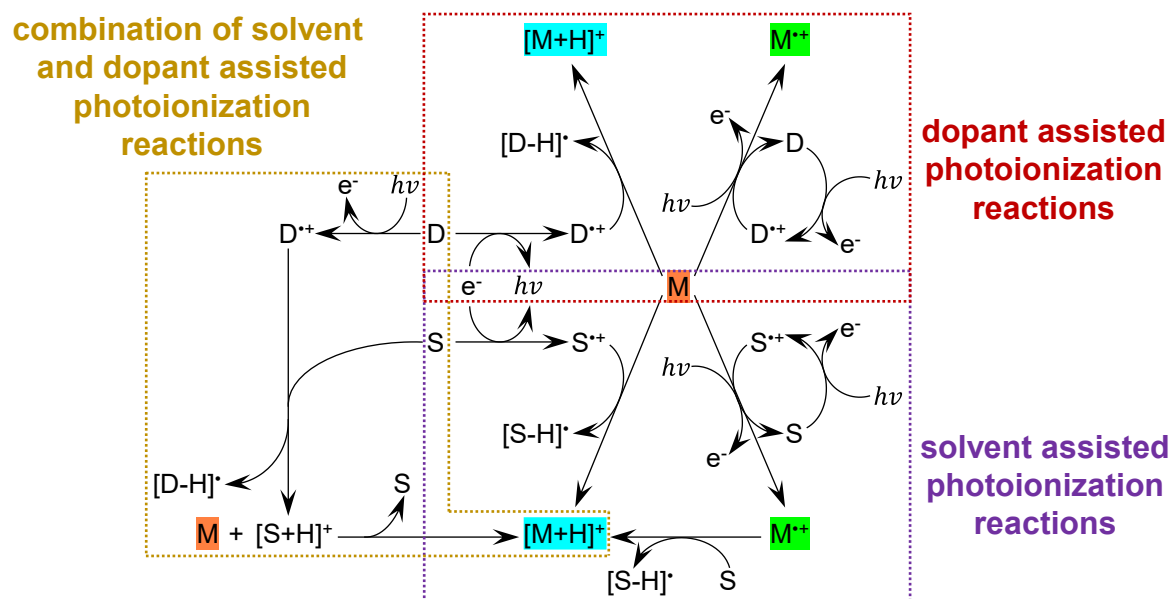 combination of solvent
and dopant assisted
photoionization
reactions
[M+H]⁺
M•⁺
dopant assisted
photoionization
reactions
e⁻
D
[D-H]•
hv
hv
e⁻
hv
D•⁺
D
D•⁺
D•⁺
e⁻
e⁻
hv
M
S
S•⁺
S•⁺
e⁻
hv
hv
[S-H]•
e⁻
S
solvent assisted
photoionization
reactions
[D-H]•
S
M + [S+H]⁺
[M+H]⁺
M•⁺
[S-H]•
S